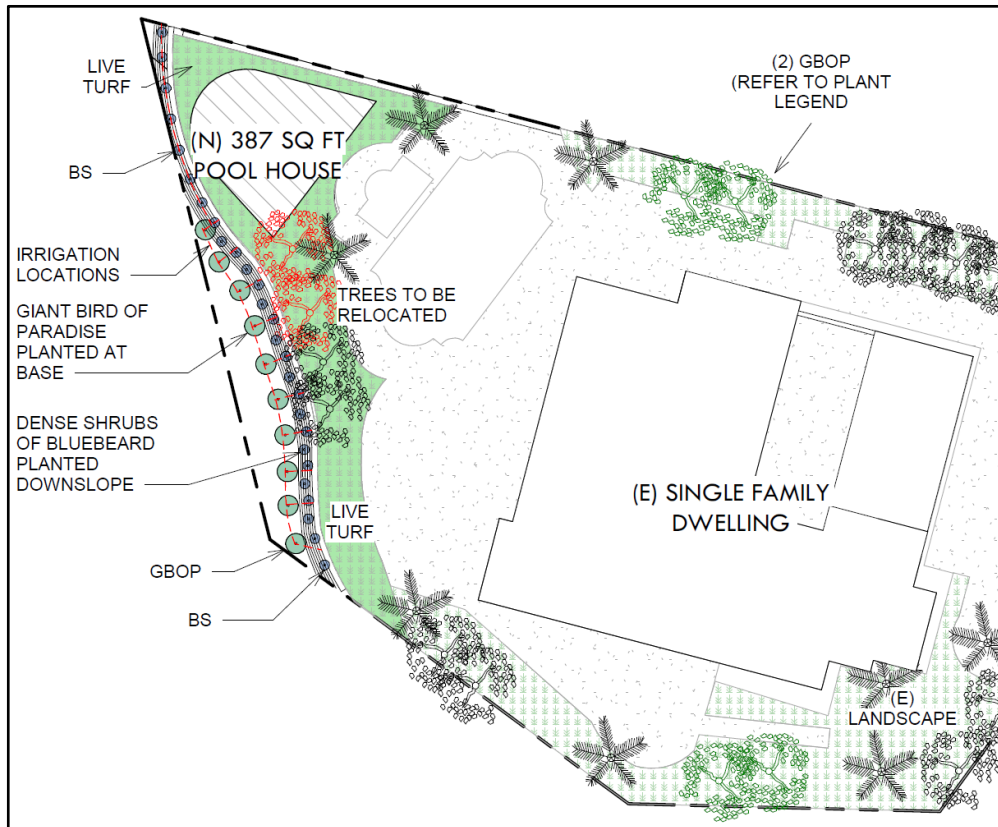 LIVE
TURF
(2) GBOP
(REFER TO PLANT
LEGEND
(N) 387 SQ FT
POOL HOUSE
BS
IRRIGATION
LOCATIONS
TREES TO BE
RELOCATED
GIANT BIRD OF
PARADISE
PLANTED AT
BASE
DENSE SHRUBS
OF BLUEBEARD
PLANTED
DOWNSLOPE
(E) SINGLE FAMILY
DWELLING
LIVE
TURF
GBOP
BS
(E)
LANDSCAPE